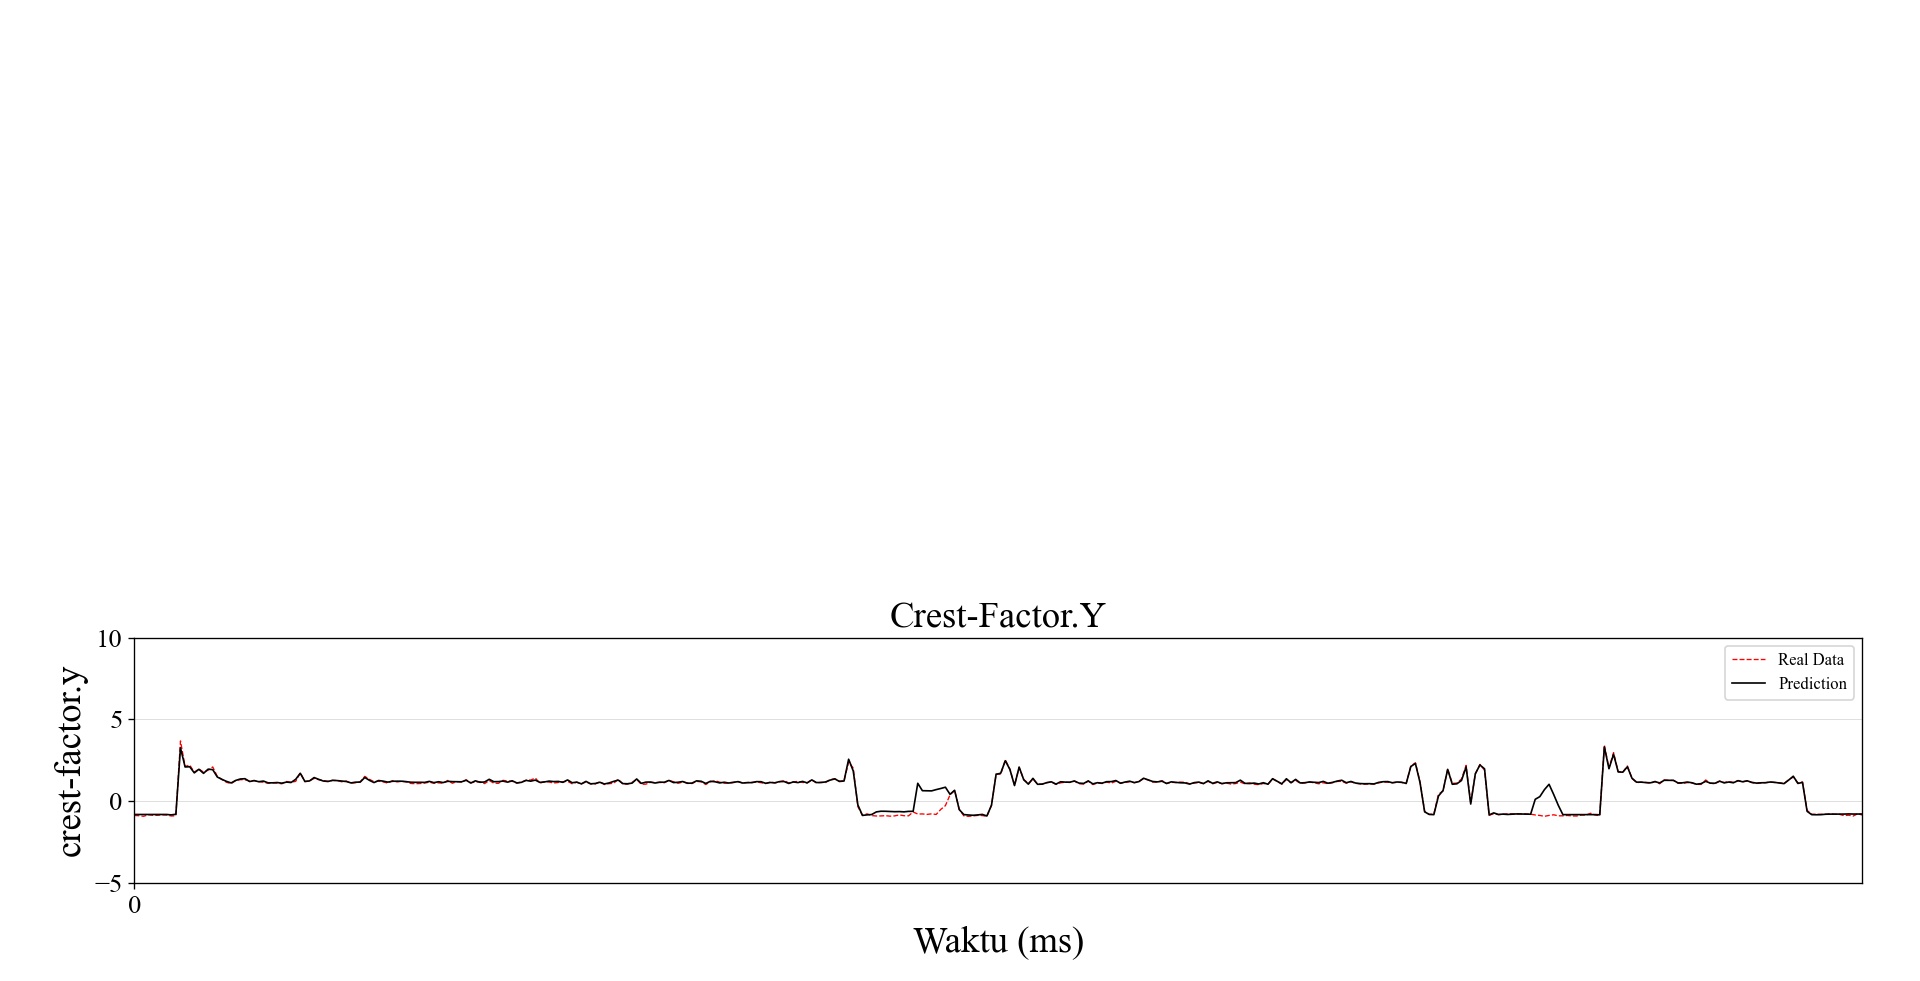 Crest-Factor.Y
crest-factor.y
10
5
0
−5
0
Real Data
Prediction
Waktu (ms)